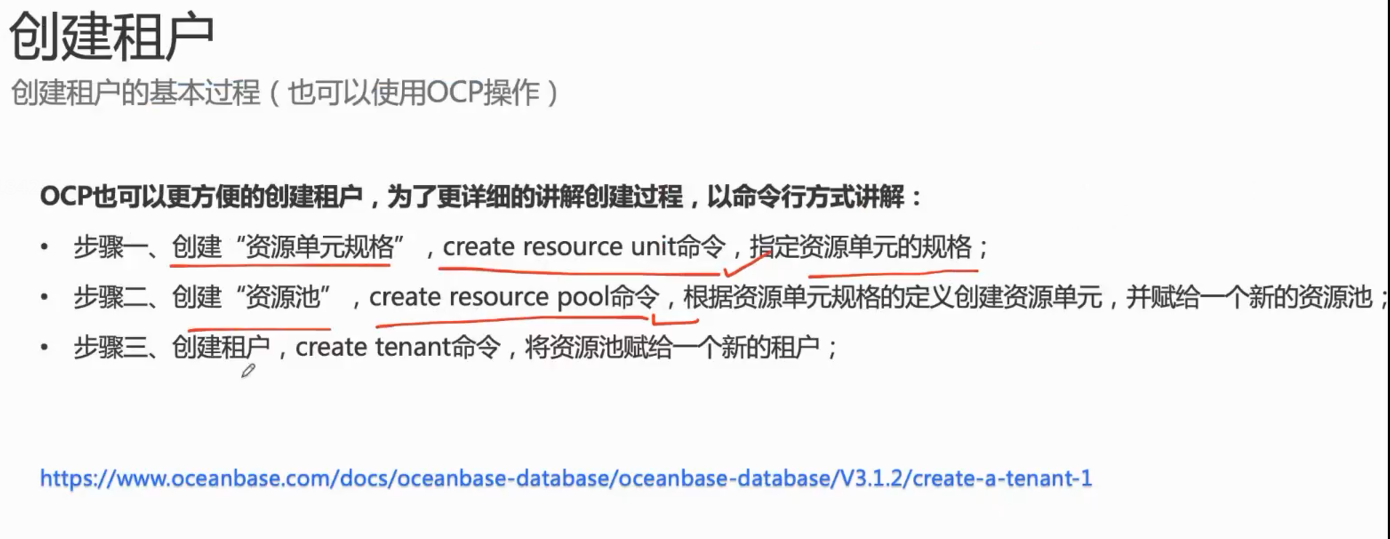 创建租户
创建租户的基本过程（也可以使用OCP操作）
OCP也可以更方便的创建租户，为了更详细的讲解创建过程，以命令行方式讲解：
• 步骤一、创建“资源单元规格”，create resource unit命令，指定资源单元的规格；
• 步骤二、创建“资源池”，create resource pool命令，根据资源单元规格的定义创建资源单元，并赋给一个新的资源池；
• 步骤三、创建租户，create tenant命令，将资源池赋给一个新的租户；
https://www.oceanbase.com/docs/oceanbase-database/oceanbase-database/V3.1.2/create-a-tenant-1